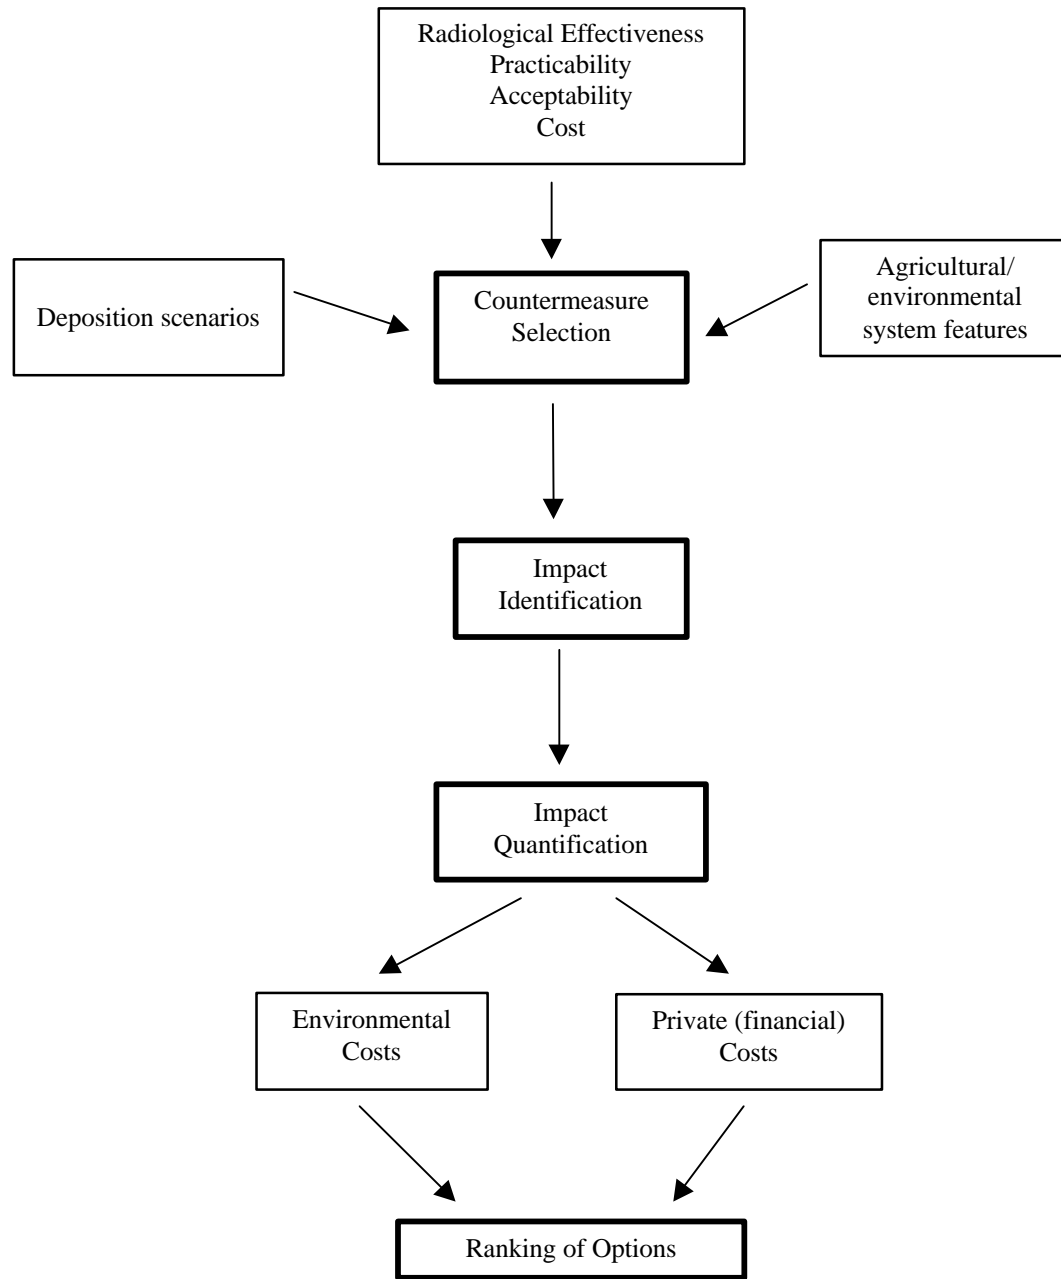 Radiological Effectiveness
Practicability
Acceptability
Cost
Deposition scenarios
Countermeasure
Selection
Agricultural/
environmental
system features
Impact
Identification
Impact
Quantification
Environmental
Costs
Private (financial)
Costs
Ranking of Options